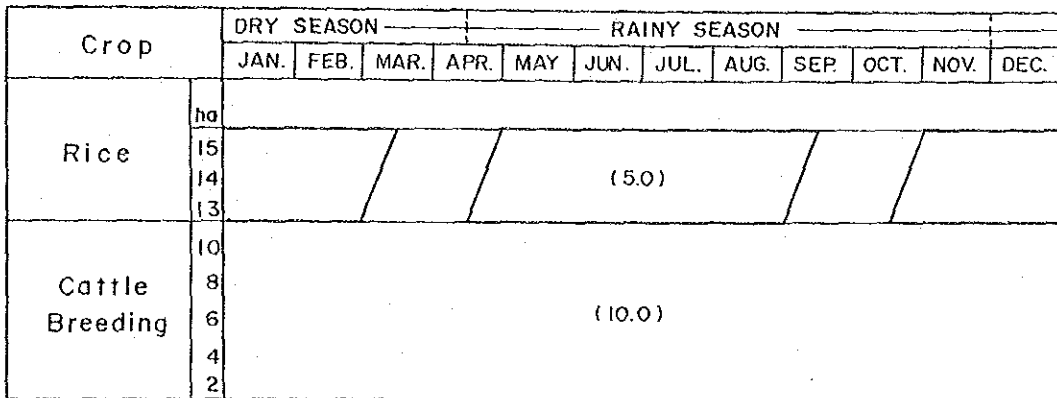 Crop
DRY SEASON RAINY SEASON
JAN. FEB. MAR. APR. MAY JUN. JUL. AUG. SEP. OCT. NOV. DEC.
ha
Rice
15
14
13
(5.0)
Cattle
Breeding
10
8
6
4
2
(10.0)